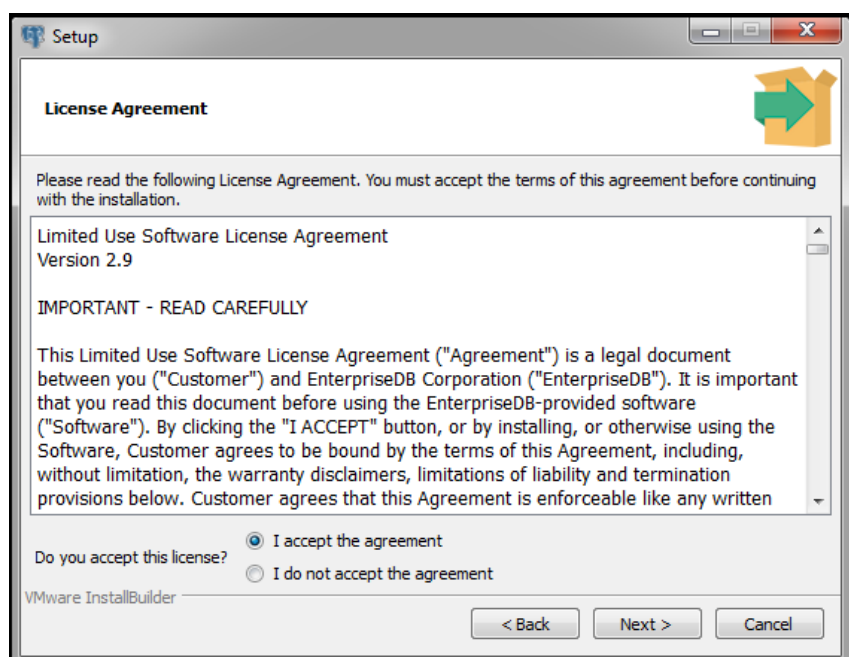 Setup
License Agreement
Please read the following License Agreement. You must accept the terms of this agreement before continuing
with the installation.
Limited Use Software License Agreement
Version 2.9
IMPORTANT - READ CAREFULLY
This Limited Use Software License Agreement ("Agreement") is a legal document
between you ("Customer") and EnterpriseDB Corporation ("EnterpriseDB"). It is important
that you read this document before using the EnterpriseDB-provided software
("Software"). By clicking the "I ACCEPT" button, or by installing, or otherwise using the
Software, Customer agrees to be bound by the terms of this Agreement, including,
without limitation, the warranty disclaimers, limitations of liability and termination
provisions below. Customer agrees that this Agreement is enforceable like any written
Do you accept this license?
I accept the agreement
I do not accept the agreement
VMware InstallBuilder
< Back
Next >
Cancel